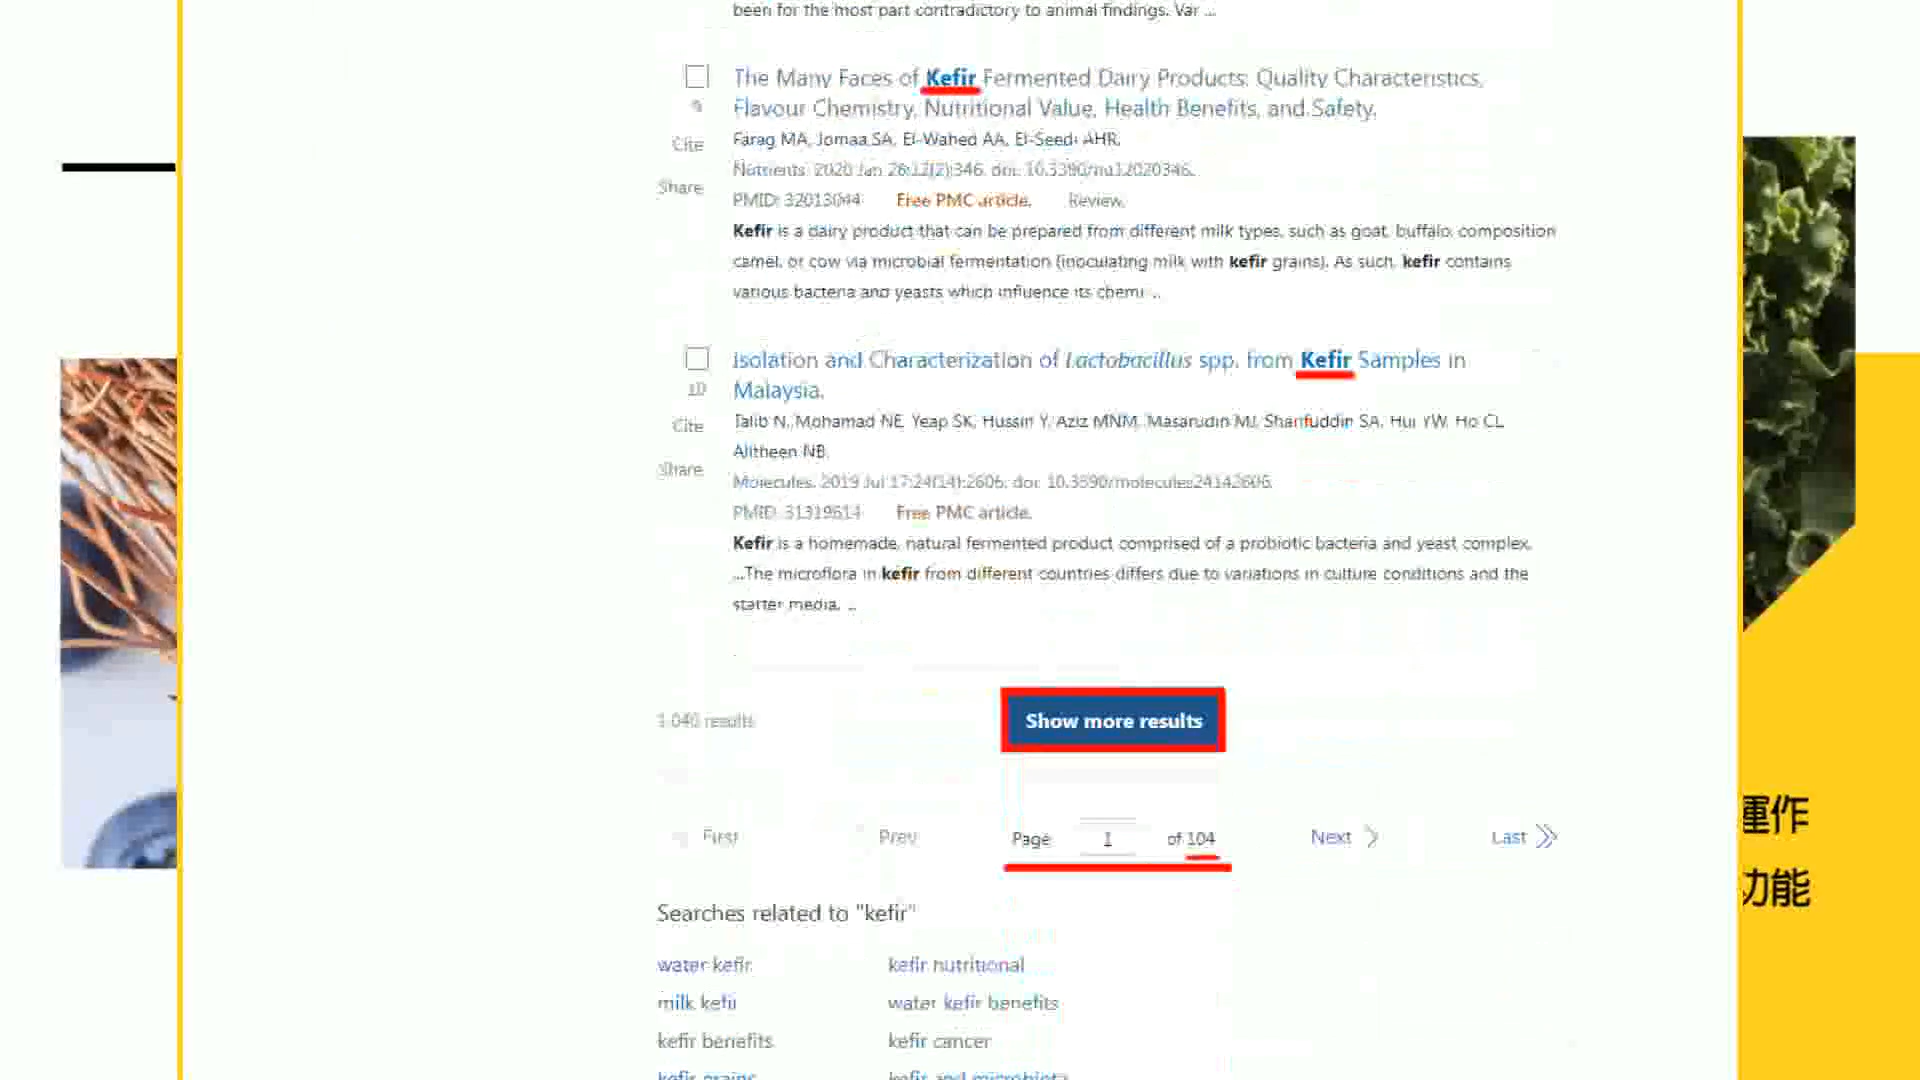 been for the most part contradictory to animal findings. Var ...
The Many Faces of Kefir Fermented Dairy Products: Quality Characteristics,
9
Flavour Chemistry, Nutritional Value, Health Benefits, and Safety.
Cite
Farag MA, Jomaa SA, El-Wahed AA, El-Seedi AHR.
Nutrients. 2020 Jan 28;12(2):346. doi: 10.3390/nu12020346.
Share
PMID: 32013044 Free PMC article. Review.
Kefir is a dairy product that can be prepared from different milk types, such as goat, buffalo, composition
camel, or cow via microbial fermentation (inoculating milk with kefir grains). As such, kefir contains
various bacteria and yeasts which influence its chemi ...
Isolation and Characterization of Lactobacillus spp. from Kefir Samples in
10
Malaysia.
Cite
Talib N, Mohamad NE, Yeap SK, Hussin Y, Aziz MNM, Masarudin MJ, Sharifuddin SA, Hui YW, Ho CL,
Alitheen NB.
Share
Molecules. 2019 Jul 17;24(14):2606. doi: 10.3390/molecules24142606.
PMID: 31319614 Free PMC article.
Kefir is a homemade, natural fermented product comprised of a probiotic bacteria and yeast complex.
...The microflora in kefir from different countries differs due to variations in culture conditions and the
starter media. ...
1,040 results
Show more results
First
Prev
Page 1 of 104
Next
Last
Searches related to "kefir"
water kefir
kefir nutritional
milk kefir
water kefir benefits
kefir benefits
kefir cancer
kefir grains
kefir and microbiota
運作
功能